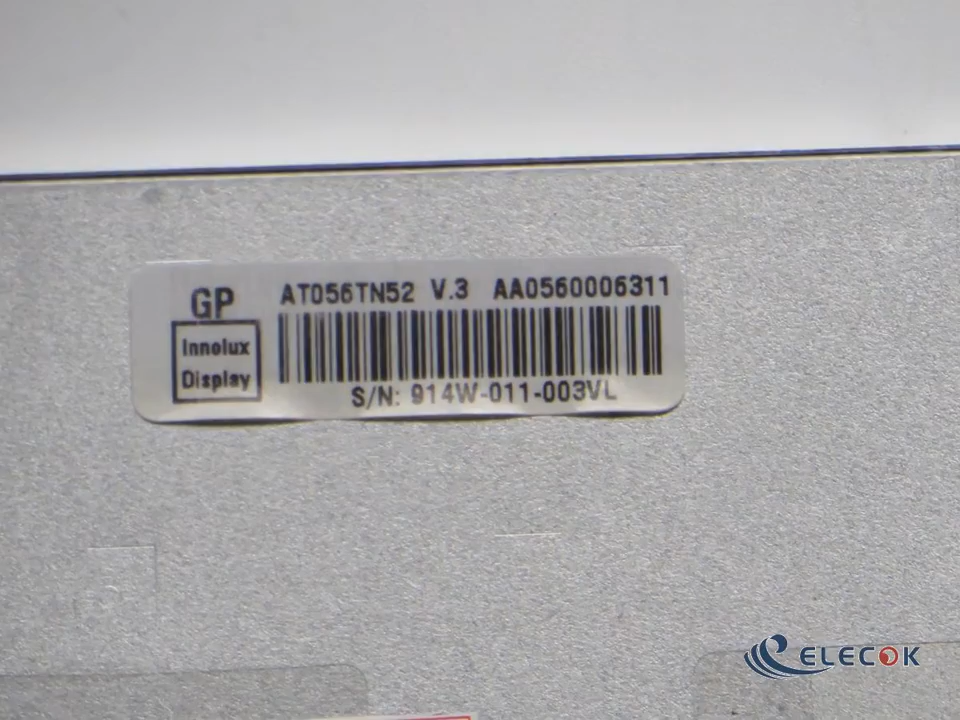 GP
Innolux
Display
AT056TN52 V.3 AA0560006311
S/N: 914W-011-003VL
ELECOK